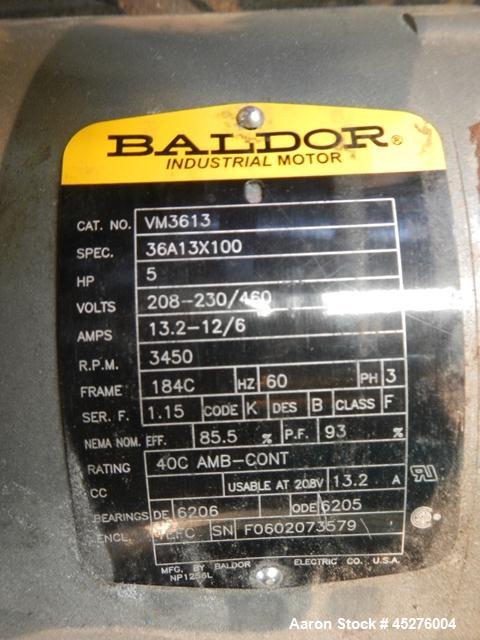 BALDOR®
INDUSTRIAL MOTOR
CAT. NO. VM3613
SPEC. 36A13X100
HP 5
VOLTS 208-230/460
AMPS 13.2-12/6
R.P.M. 3450
FRAME 184C HZ 60 PH 3
SER. F. 1.15 CODE K DES B CLASS F
NEMA NOM. EFF. 85.5 % P.F. 93 %
RATING 40C AMB-CONT
CC USABLE AT 208V 13.2 A
BEARINGS DE 6206 ODE 6205
ENCL. TEFC SN F0602073579
MFG. BY BALDOR ELECTRIC CO., U.S.A.
NP1256L
Aaron Stock # 45276004